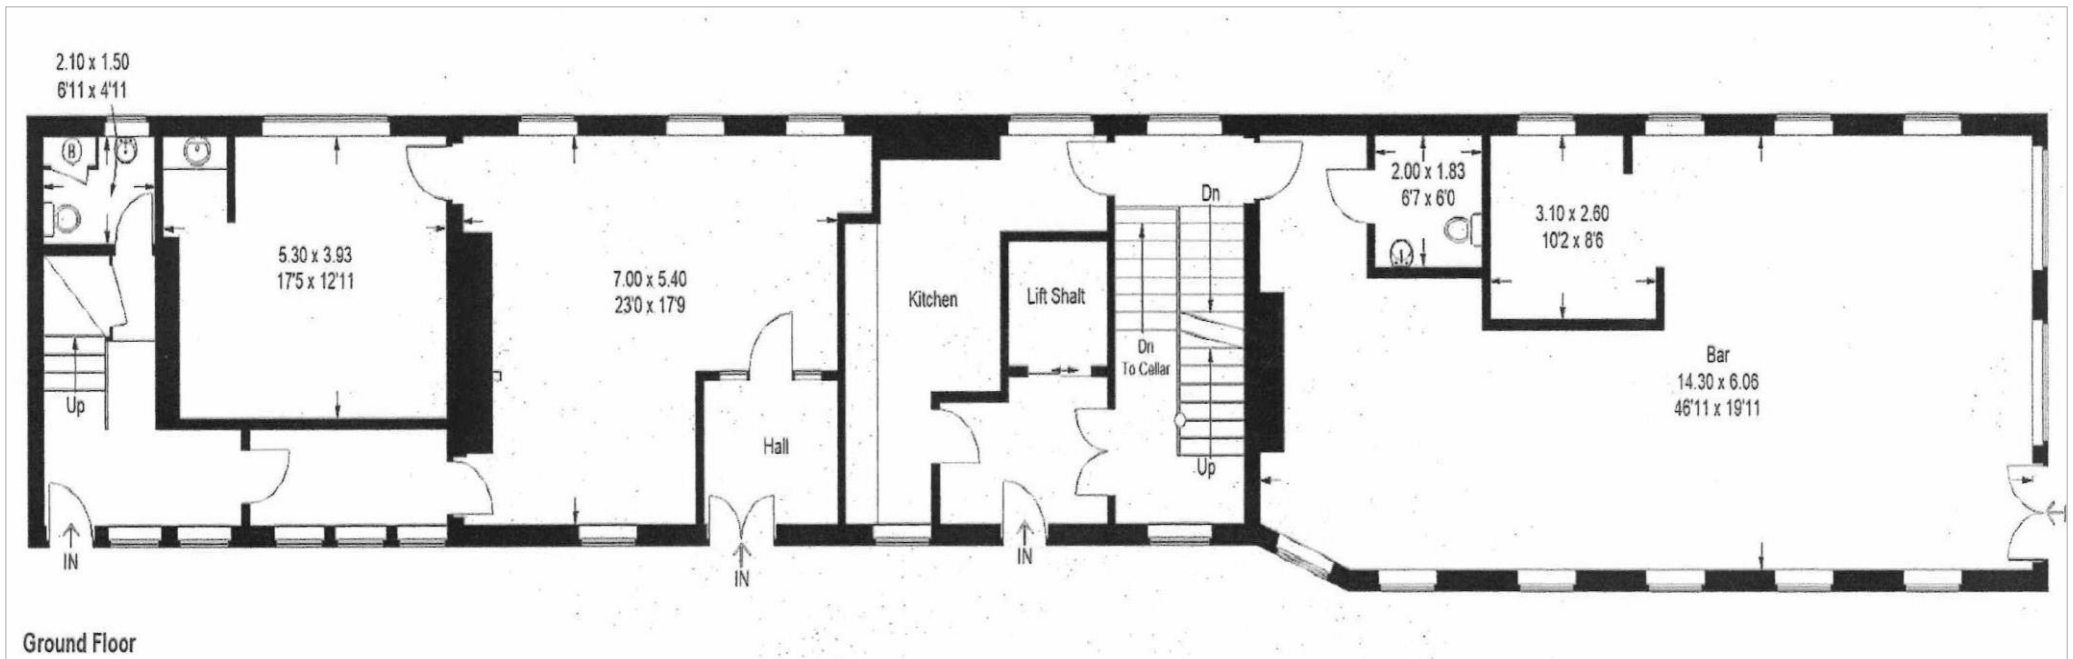 2.10 x 1.50
6'11 x 4'11
B
5.30 x 3.93
17'5 x 12'11
Up
IN
7.00 x 5.40
23'0 x 17'9
Hall
IN
Kitchen
Lift Shalt
IN
Dn
Dn
To Cellar
Up
2.00 x 1.83
6'7 x 6'0
3.10 x 2.60
10'2 x 8'6
Bar
14.30 x 6.06
46'11 x 19'11
Ground Floor